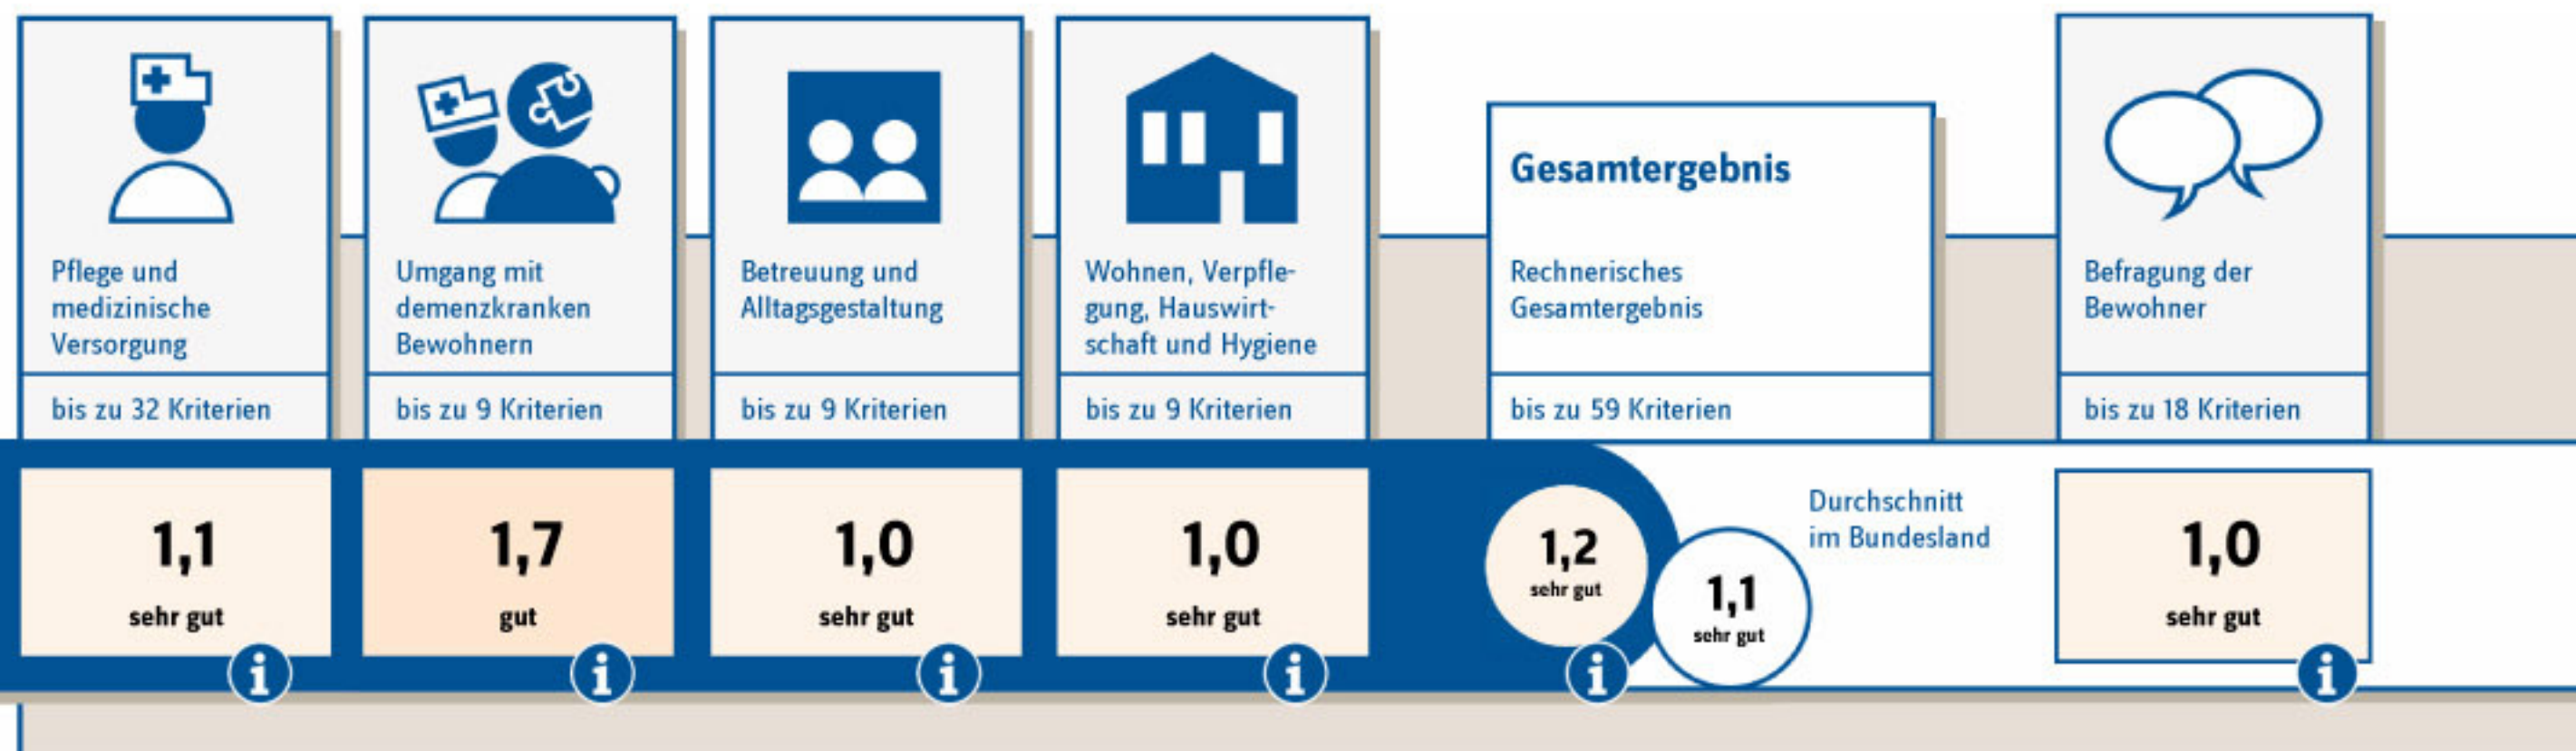 Pflege und
medizinische
Versorgung
bis zu 32 Kriterien
1,1
sehr gut
Umgang mit
demenzkranken
Bewohnern
bis zu 9 Kriterien
1,7
gut
Betreuung und
Alltagsgestaltung
bis zu 9 Kriterien
1,0
sehr gut
Wohnen, Verpfle-
gung, Hauswirt-
schaft und Hygiene
bis zu 9 Kriterien
1,0
sehr gut
Gesamtergebnis
Rechnerisches
Gesamtergebnis
bis zu 59 Kriterien
1,2
sehr gut
1,1
sehr gut
Durchschnitt
im Bundesland
Befragung der
Bewohner
bis zu 18 Kriterien
1,0
sehr gut